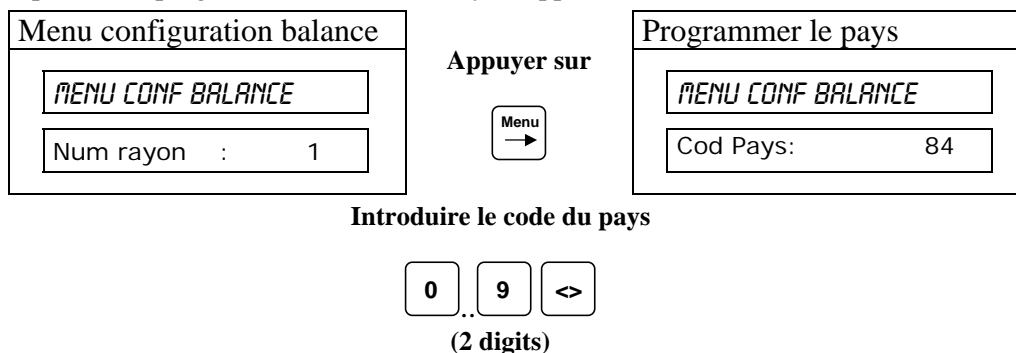 Menu configuration balance
MENU CONF BALANCE
Num rayon : 1
Appuyer sur
Menu
Programmer le pays
MENU CONF BALANCE
Cod Pays: 84
Introduire le code du pays
0 .. 9 <>
(2 digits)